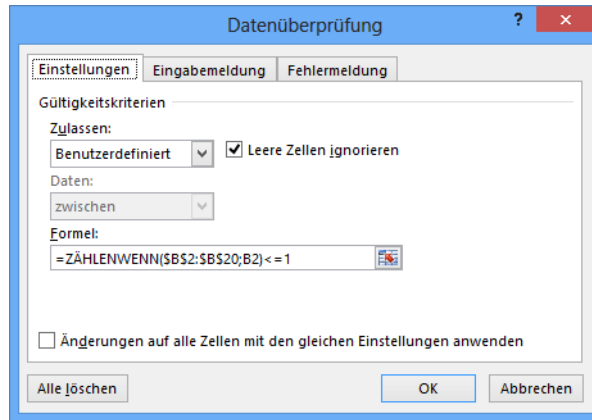 Datenüberprüfung ?
Einstellungen Eingabemeldung Fehlermeldung
Gültigkeitskriterien
Zulassen:
Benutzerdefiniert Leere Zellen ignorieren
Daten:
zwischen
Formel:
=ZÄHLENWENN($B$2:$B$20;B2)<=1
Änderungen auf alle Zellen mit den gleichen Einstellungen anwenden
Alle löschen OK Abbrechen